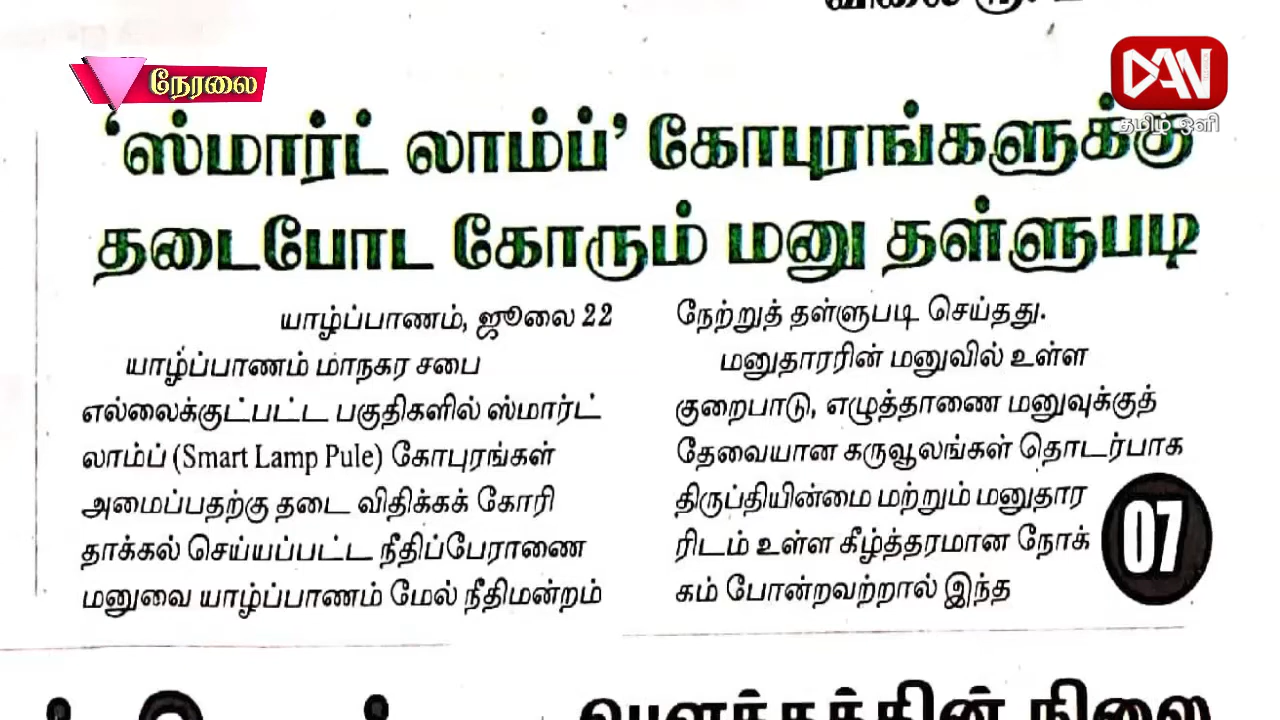 நேரலை
DAN
தமிழ் ஒளி
‘ஸ்மார்ட் லாம்ப்’ கோபுரங்களுக்கு
தடைபோட கோரும் மனு தள்ளுபடி
யாழ்ப்பாணம், ஜூலை 22
யாழ்ப்பாணம் மாநகர சபை
எல்லைக்குட்பட்ட பகுதிகளில் ஸ்மார்ட்
லாம்ப் (Smart Lamp Pule) கோபுரங்கள்
அமைப்பதற்கு தடை விதிக்கக் கோரி
தாக்கல் செய்யப்பட்ட நீதிப்பேராணை
மனுவை யாழ்ப்பாணம் மேல் நீதிமன்றம்
நேற்றுத் தள்ளுபடி செய்தது.
மனுதாரரின் மனுவில் உள்ள
குறைபாடு, எழுத்தாணை மனுவுக்குத்
தேவையான கருவூலங்கள் தொடர்பாக
திருப்தியின்மை மற்றும் மனுதார
ரிடம் உள்ள கீழ்த்தரமான நோக்
கம் போன்றவற்றால் இந்த
07
நிலை